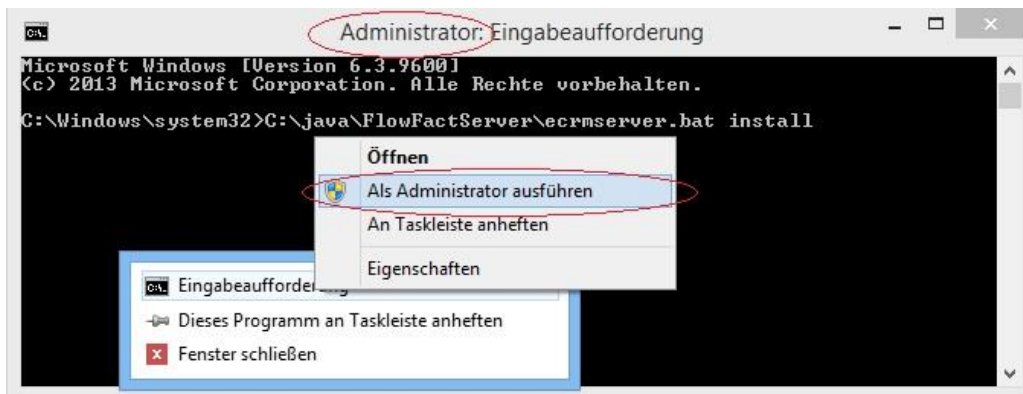 Administrator: Eingabeaufforderung
Microsoft Windows [Version 6.3.9600]
(c) 2013 Microsoft Corporation. Alle Rechte vorbehalten.
C:\Windows\system32>C:\java\FlowFactServer\ecrmserver.bat install
Öffnen
Als Administrator ausführen
An Taskleiste anheften
Eigenschaften
Eingabeaufforderung
Dieses Programm an Taskleiste anheften
Fenster schließen